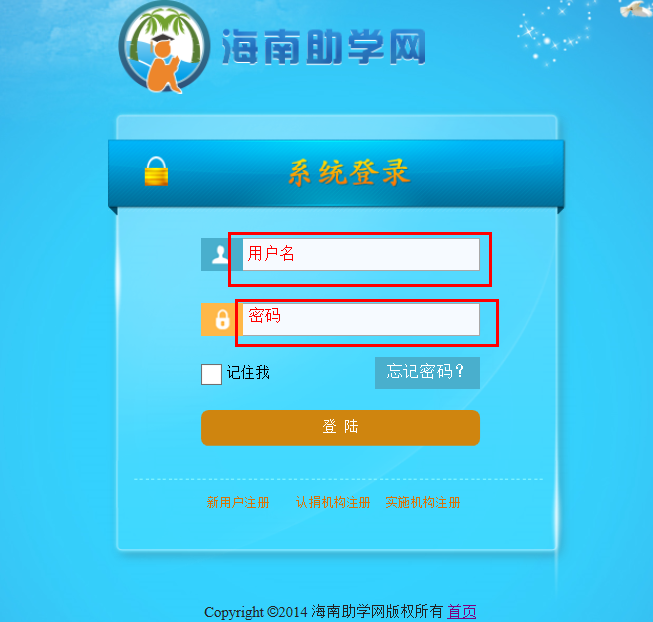 海南助学网
系统登录
用户名
密码
记住我 忘记密码？
登 陆
新用户注册 认捐机构注册 实施机构注册
Copyright ©2014 海南助学网版权所有 首页